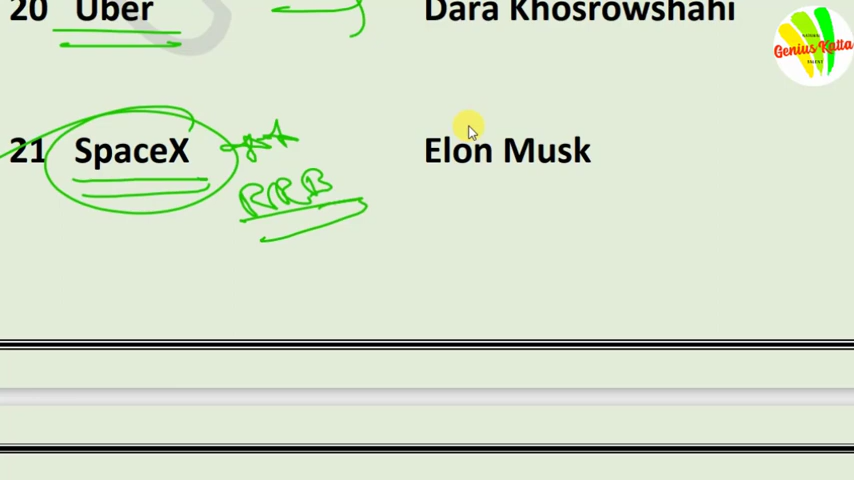 20 Uber Dara Khosrowshahi
Genius Katta
21 SpaceX Elon Musk
RRB